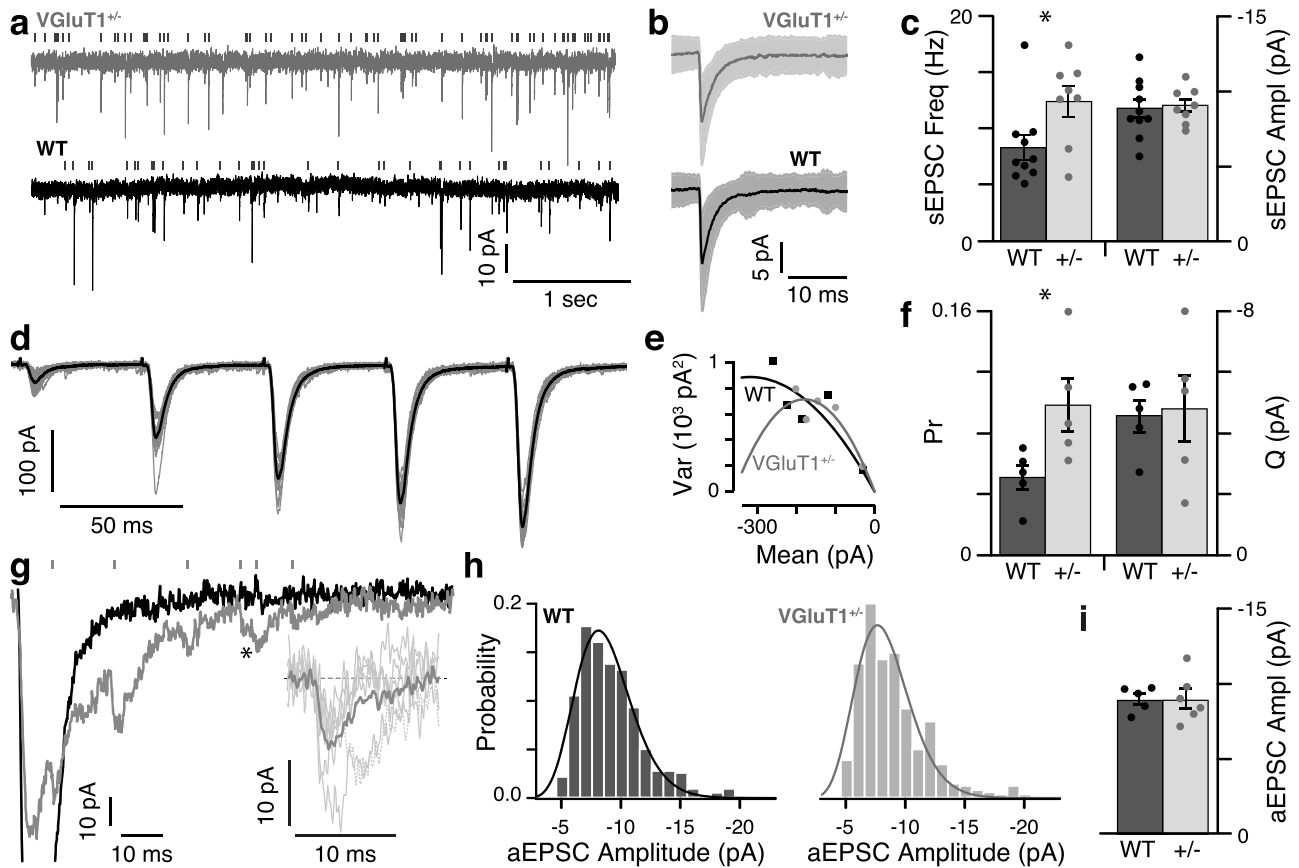 a
VGluT1+/-
WT
10 pA
1 sec
b
VGluT1+/-
WT
5 pA
10 ms
c
20
0
sEPSC Freq (Hz)
*
-15
0
sEPSC Ampl (pA)
WT +/- WT +/-
d
100 pA
50 ms
e
1
0
Var (10³ pA²)
WT
VGluT1+/-
-300 0
Mean (pA)
f
0.16
0
Pr
*
-8
0
Q (pA)
WT +/- WT +/-
g
*
10 pA
10 ms
10 pA
10 ms
h
0.2
0.0
Probability
WT
-5 -10 -15 -20
aEPSC Amplitude (pA)
VGluT1+/-
-5 -10 -15 -20
aEPSC Amplitude (pA)
i
-15
0
aEPSC Ampl (pA)
WT +/-